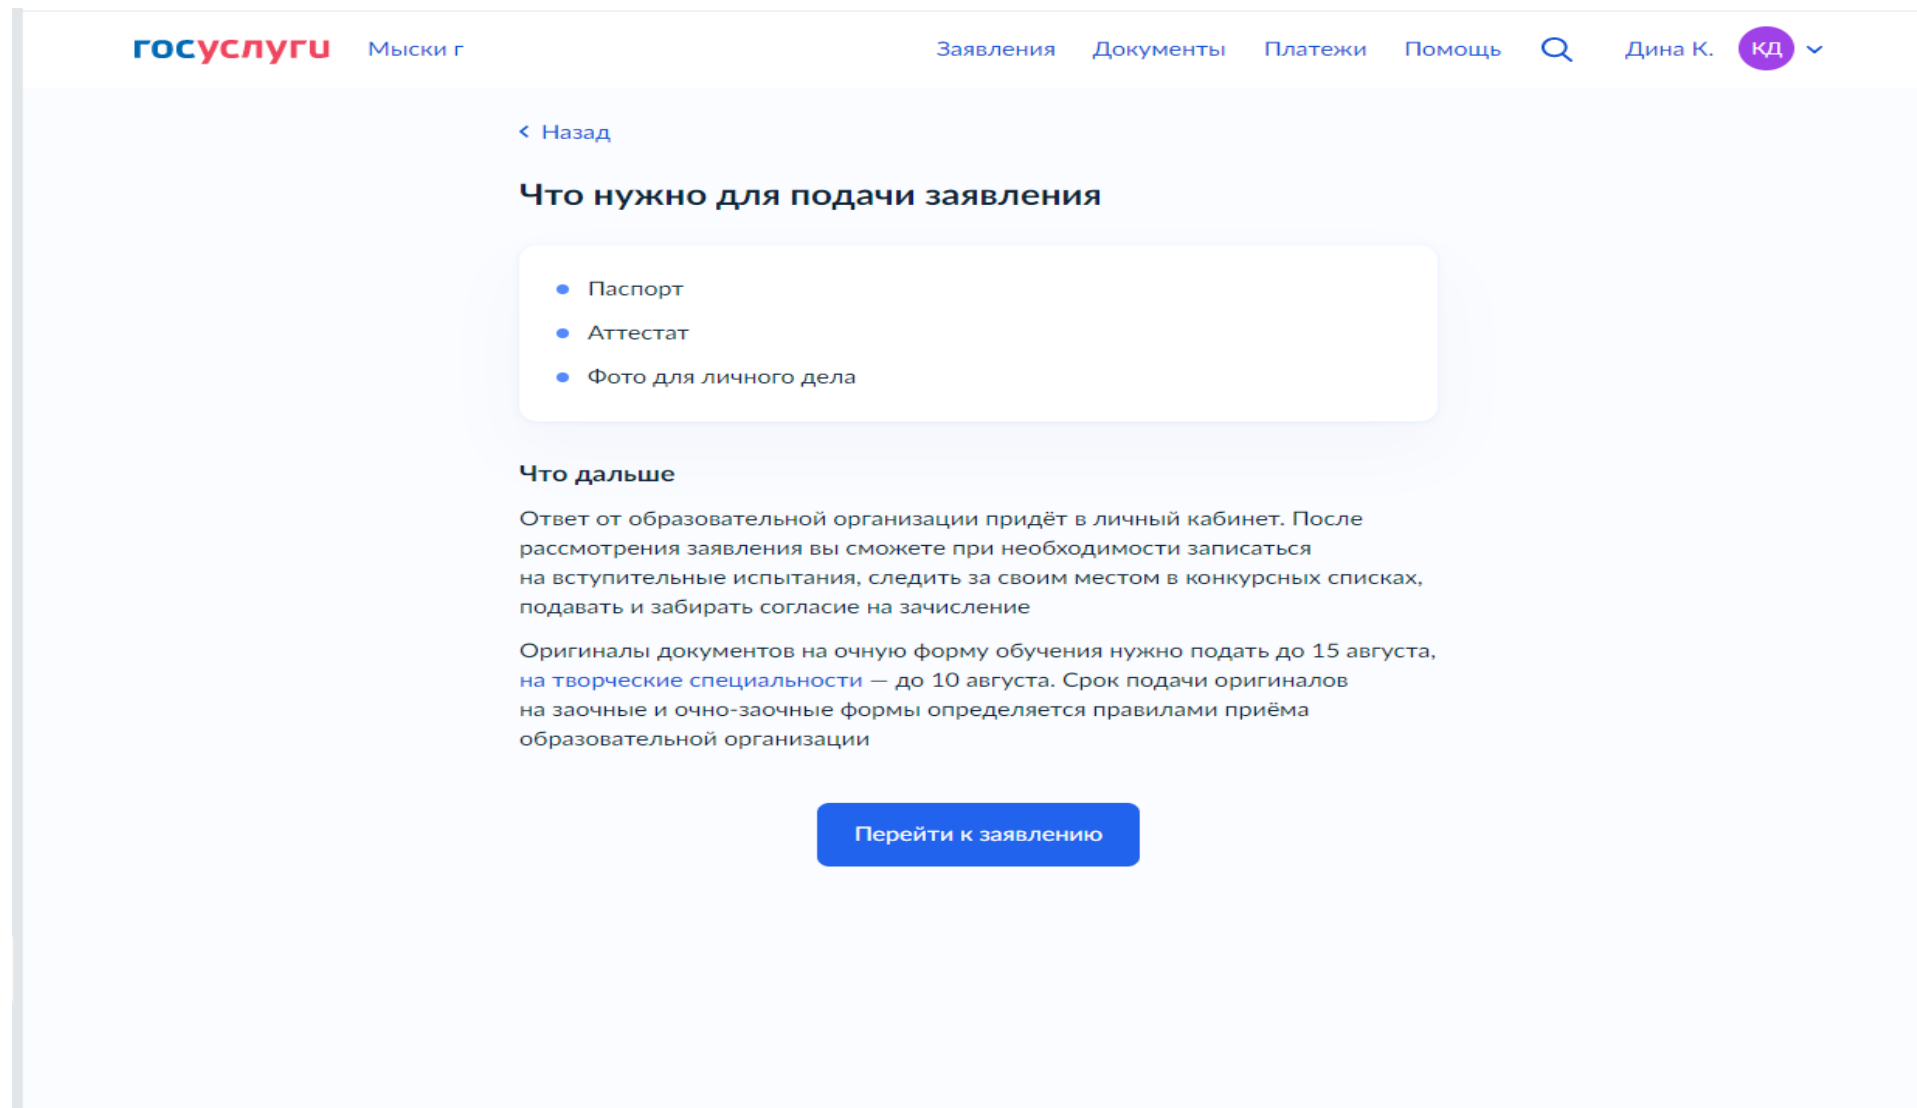 госуслуги Мыски г Заявления Документы Платежи Помощь Дина К. КД
Назад
Что нужно для подачи заявления
Паспорт
Аттестат
Фото для личного дела
Что дальше
Ответ от образовательной организации придёт в личный кабинет. После
рассмотрения заявления вы сможете при необходимости записаться
на вступительные испытания, следить за своим местом в конкурсных списках,
подавать и забирать согласие на зачисление
Оригиналы документов на очную форму обучения нужно подать до 15 августа,
на творческие специальности — до 10 августа. Срок подачи оригиналов
на заочные и очно-заочные формы определяется правилами приёма
образовательной организации
Перейти к заявлению